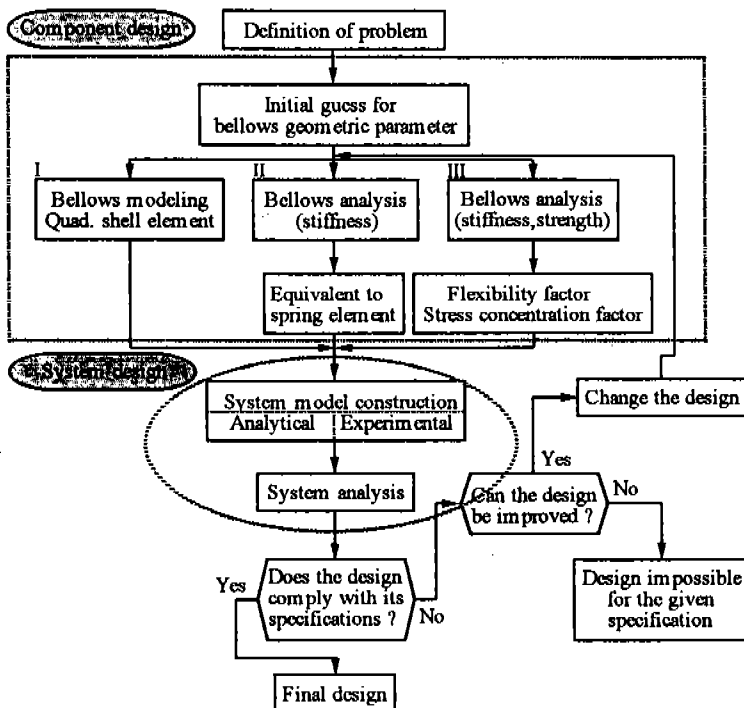 Component design
Definition of problem
Initial guess for
bellows geometric parameter
I
II
III
Bellows modeling
Quad. shell element
Bellows analysis
(stiffness)
Bellows analysis
(stiffness,strength)
Equivalent to
spring element
Flexibility factor
Stress concentration factor
System design
System model construction
Analytical
Experimental
Change the design
System analysis
Yes
Can the design
be improved ?
No
Yes
Does the design
comply with its
specifications ?
No
Design impossible
for the given
specification
Final design